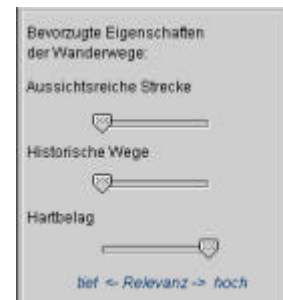 Bevorzugte Eigenschaften
der Wanderwege:
Aussichtsreiche Strecke
Historische Wege
Hartbelag
tief <- Relevanz -> hoch